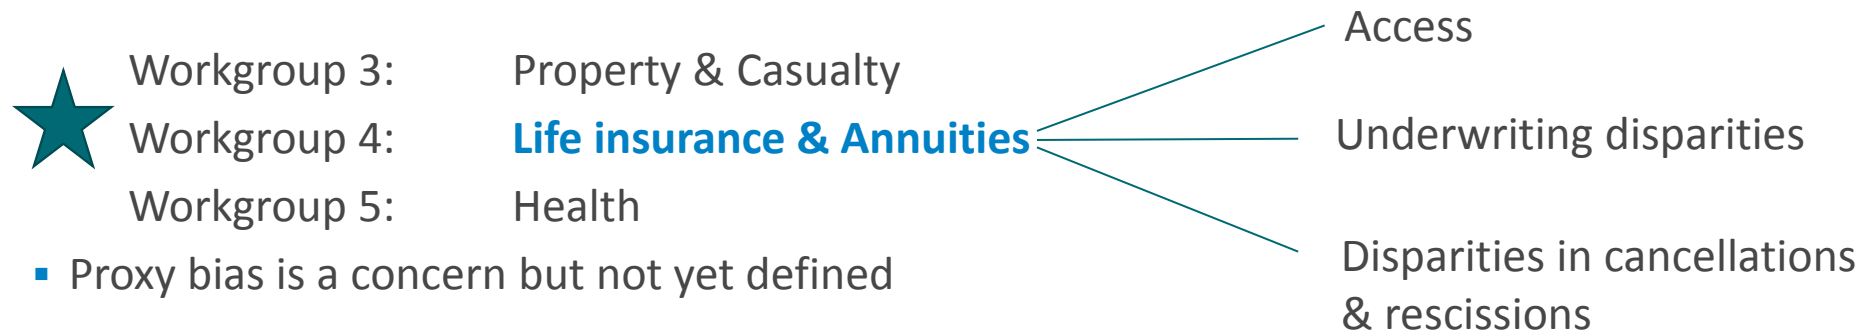 Workgroup 3: Property & Casualty
Workgroup 4: Life insurance & Annuities
Workgroup 5: Health
▪ Proxy bias is a concern but not yet defined
Access
Underwriting disparities
Disparities in cancellations
& rescissions